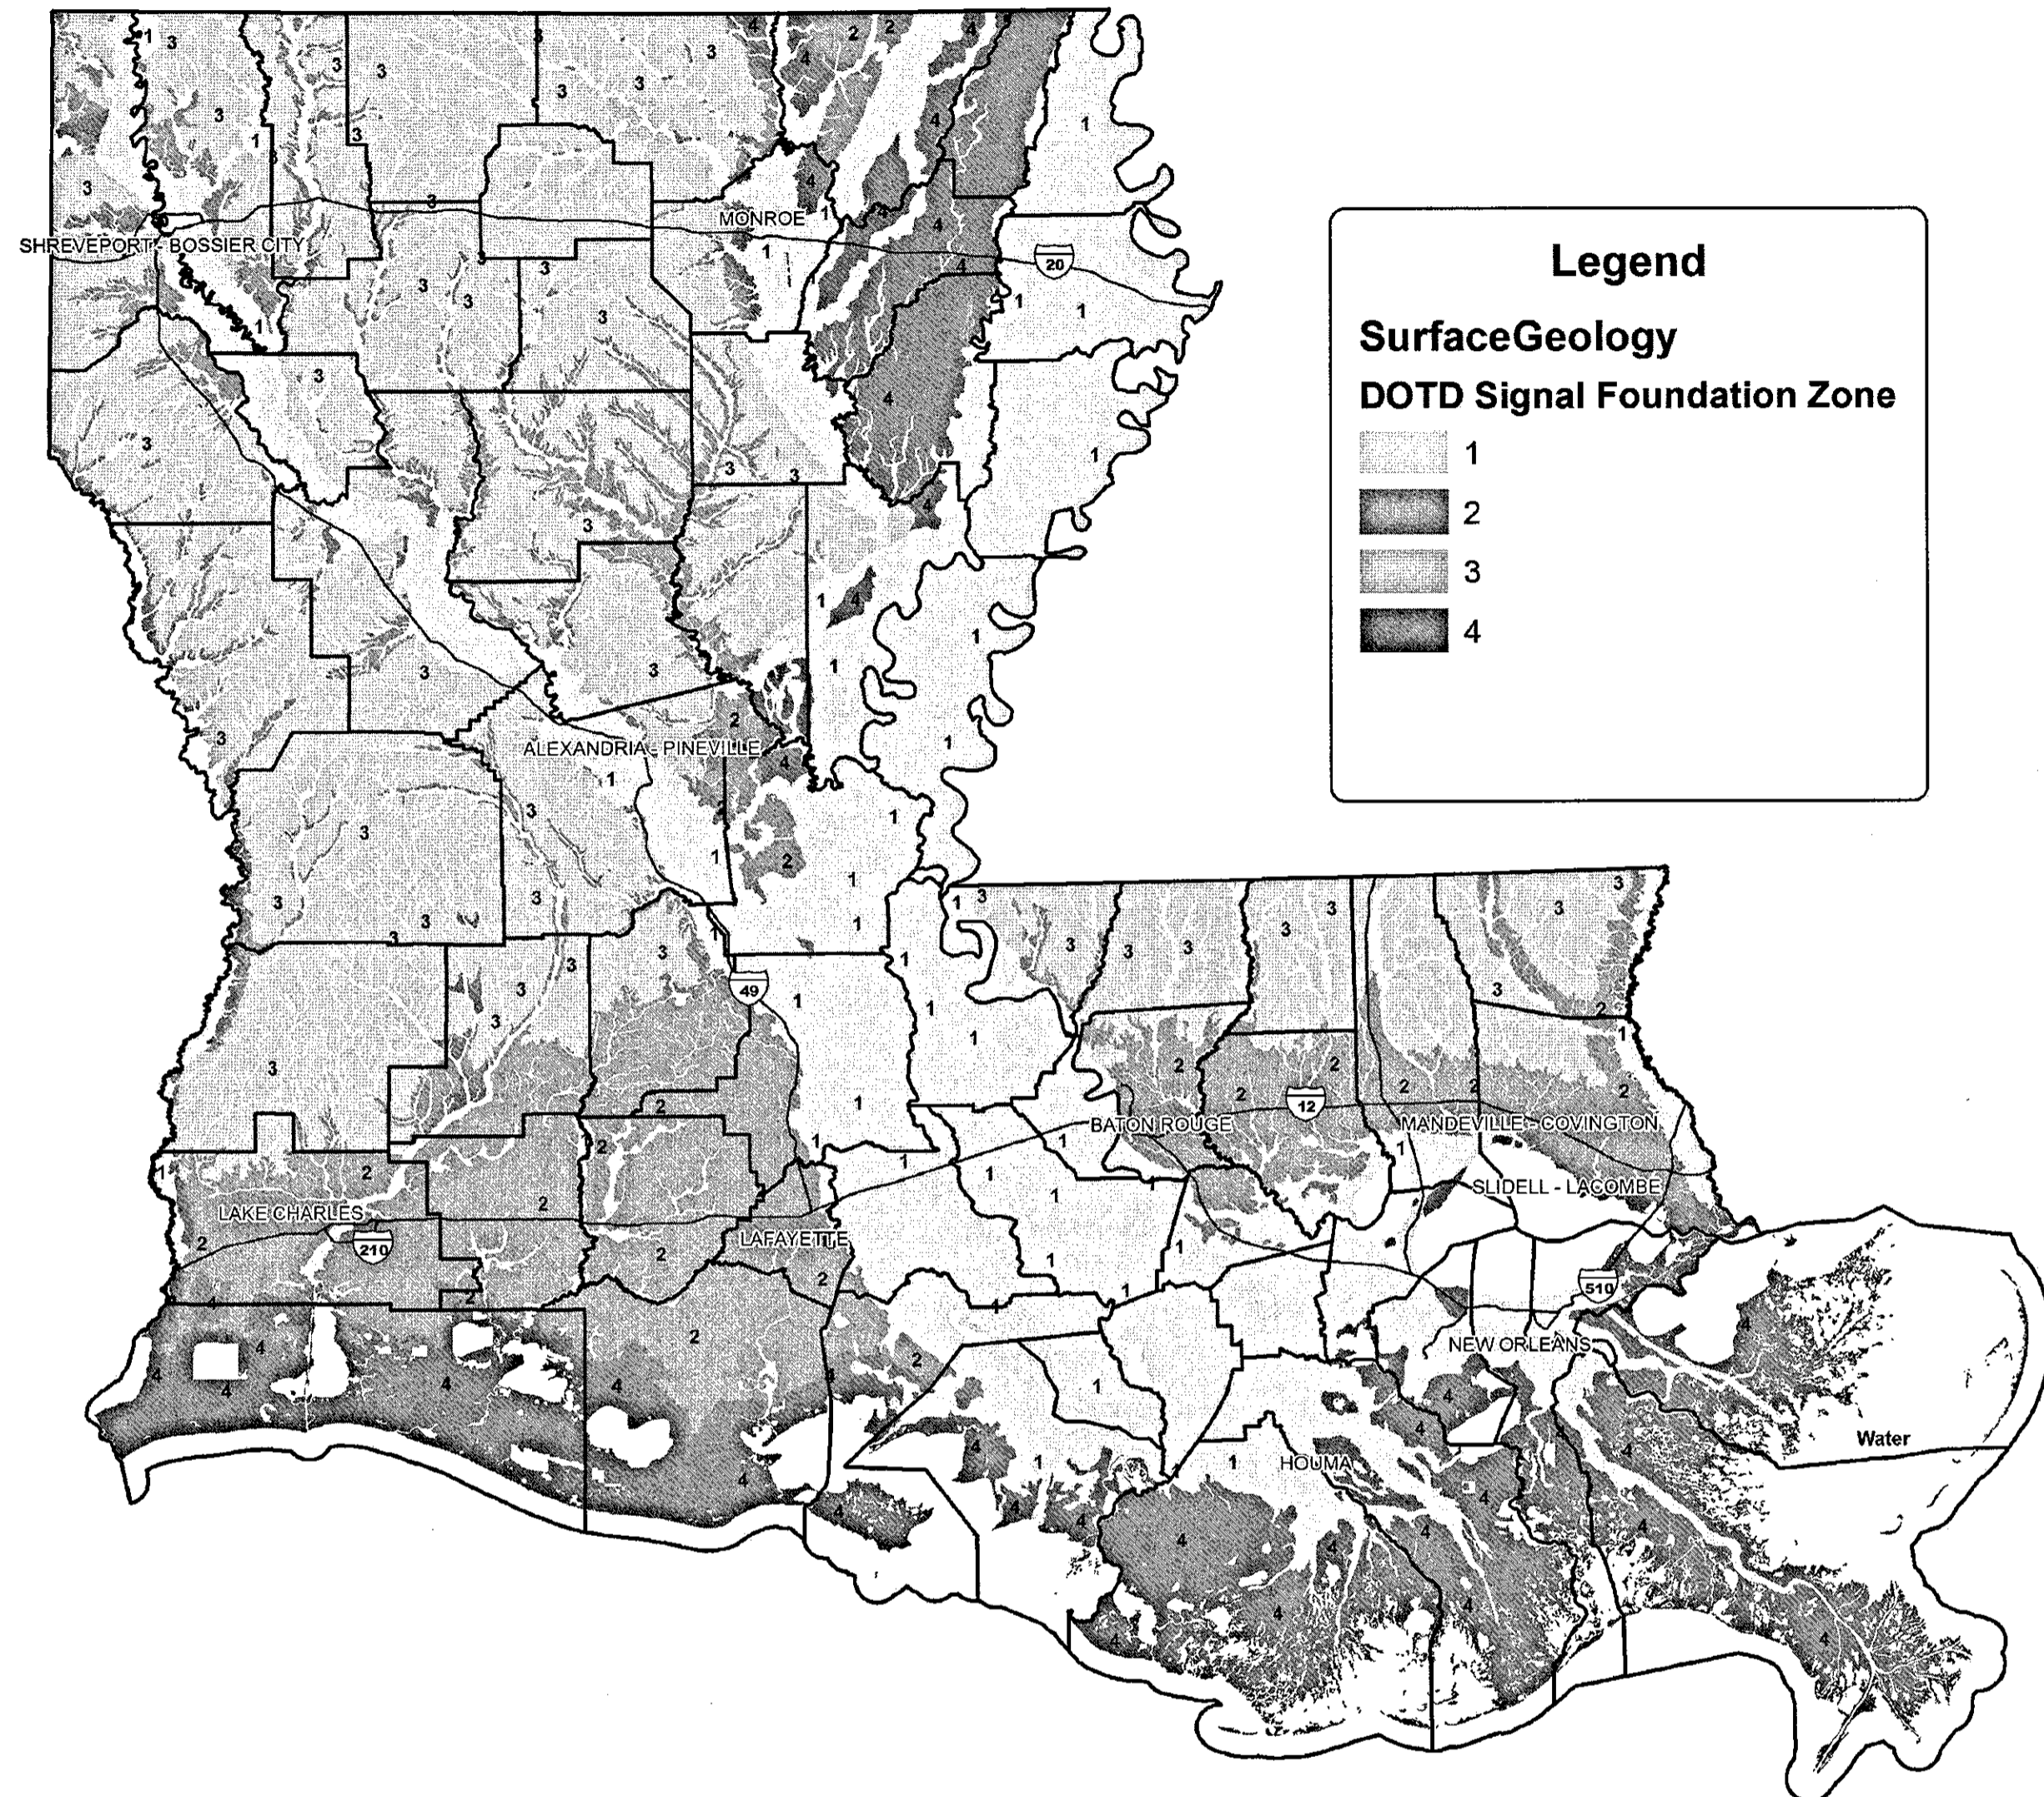 Legend
SurfaceGeology
DOTD Signal Foundation Zone
1
2
3
4
SHREVEPORT - BOSSIER CITY
MONROE
20
ALEXANDRIA - PINEVILLE
49
BATON ROUGE
12
MANDEVILLE - COVINGTON
SLIDELL - LACOMBE
LAKE CHARLES
210
LAFAYETTE
510
NEW ORLEANS
HOUMA
Water